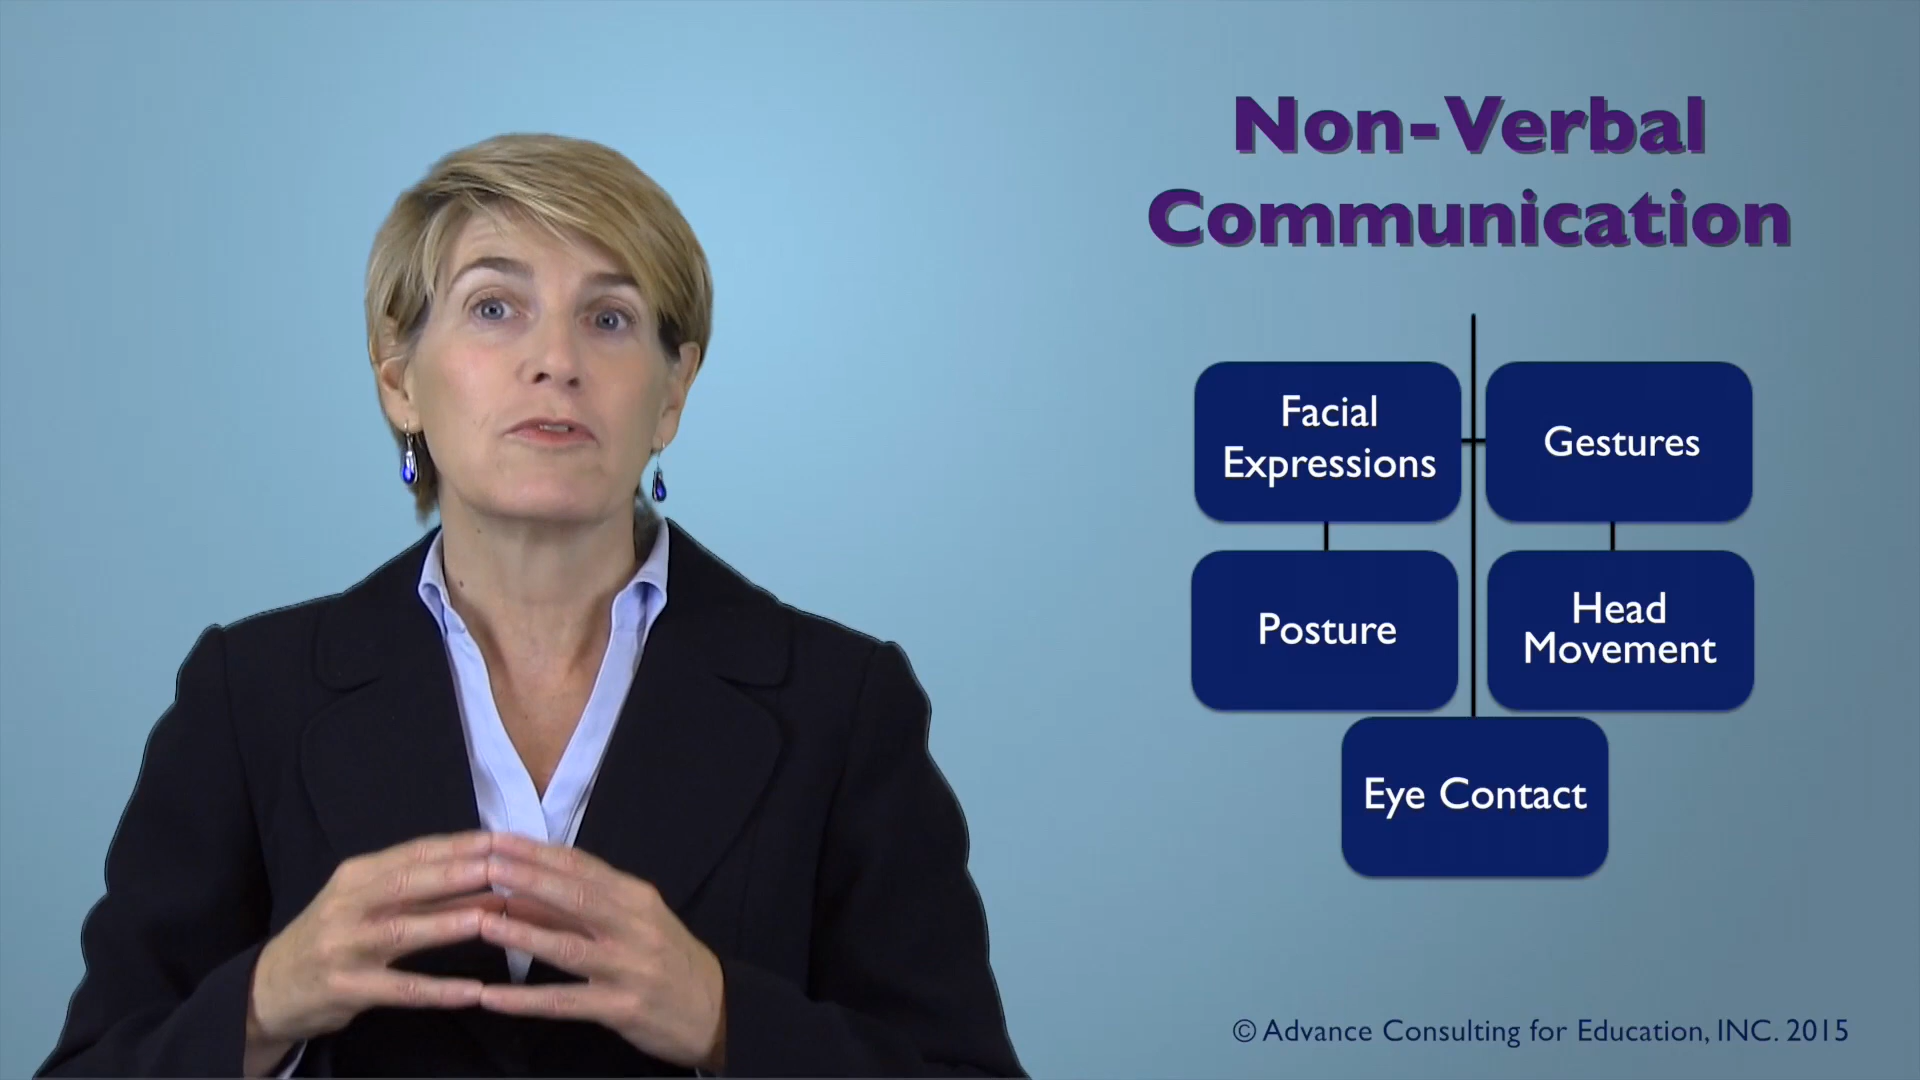 Non-Verbal
Communication
Facial
Expressions
Gestures
Posture
Head
Movement
Eye Contact
© Advance Consulting for Education, INC. 2015